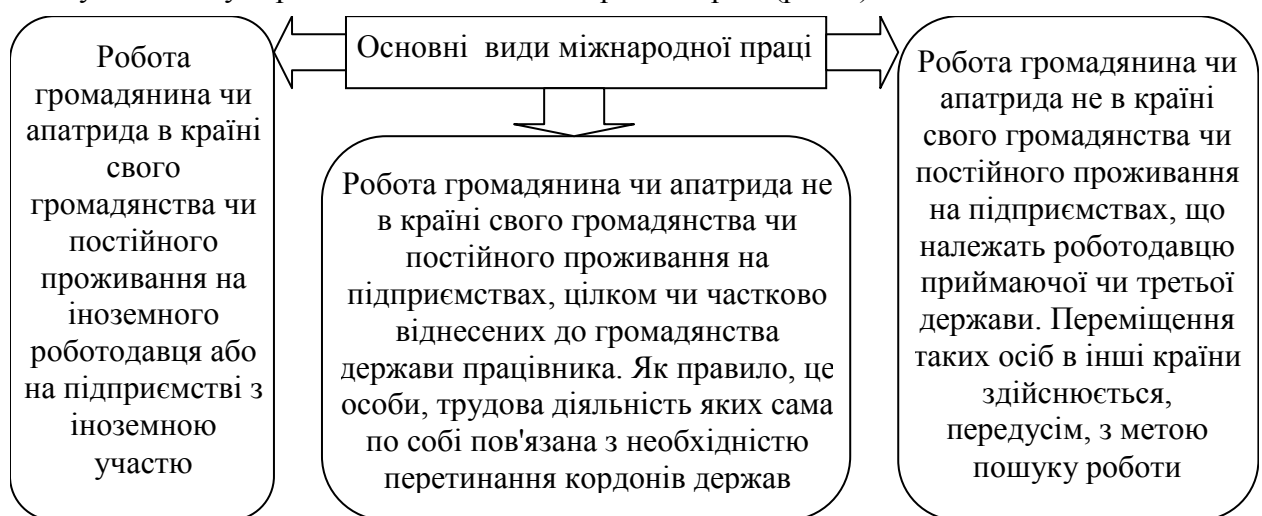 Основні види міжнародної праці
Робота
громадянина чи
апатрида в країні
свого
громадянства чи
постійного
проживання на
іноземного
роботодавця або
на підприємстві з
іноземною
участю
Робота громадянина чи апатрида не
в країні свого громадянства чи
постійного проживання на
підприємствах, цілком чи частково
віднесених до громадянства
держави працівника. Як правило, це
особи, трудова діяльність яких сама
по собі пов'язана з необхідністю
перетинання кордонів держав
Робота громадянина чи
апатрида не в країні
свого громадянства чи
постійного проживання
на підприємствах, що
належать роботодавцю
приймаючої чи третьої
держави. Переміщення
таких осіб в інші країни
здійснюється,
передусім, з метою
пошуку роботи